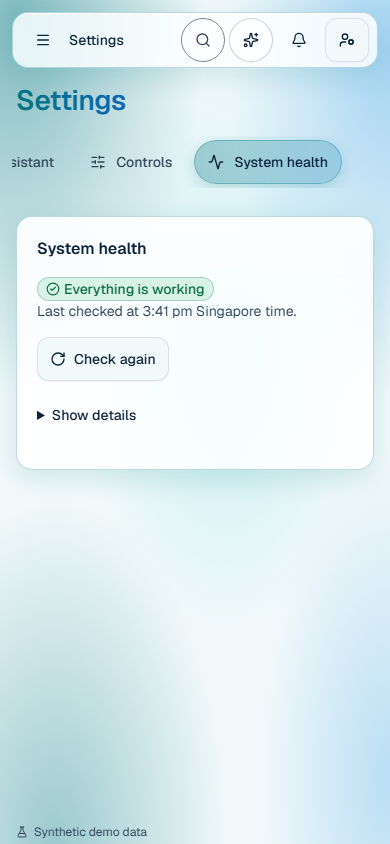 Settings
Settings
sistant Controls System health
System health
Everything is working
Last checked at 3:41 pm Singapore time.
Check again
Show details
Synthetic demo data